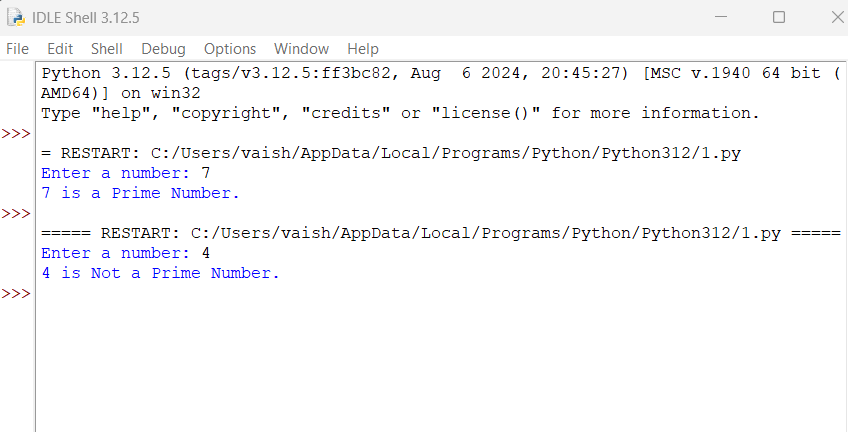 IDLE Shell 3.12.5
File Edit Shell Debug Options Window Help
Python 3.12.5 (tags/v3.12.5:ff3bc82, Aug  6 2024, 20:45:27) [MSC v.1940 64 bit (
AMD64)] on win32
Type "help", "copyright", "credits" or "license()" for more information.
>>>
= RESTART: C:/Users/vaish/AppData/Local/Programs/Python/Python312/1.py
Enter a number: 7
7 is a Prime Number.
>>>
===== RESTART: C:/Users/vaish/AppData/Local/Programs/Python/Python312/1.py =====
Enter a number: 4
4 is Not a Prime Number.
>>>